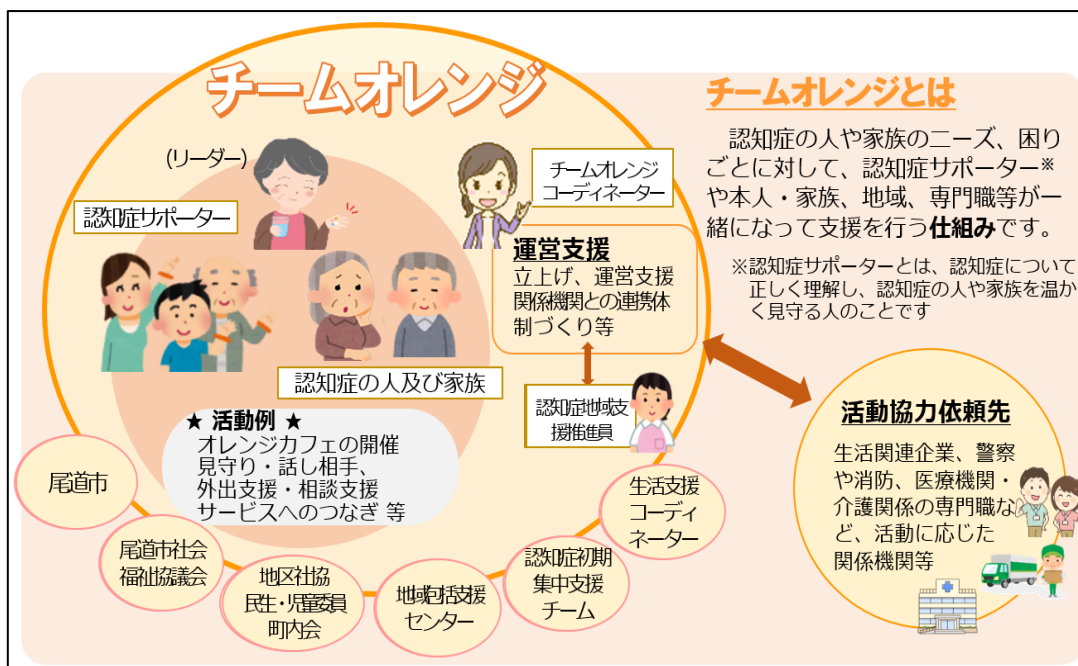 チームオレンジ
(リーダー)
認知症サポーター
チームオレンジ
コーディネーター
運営支援
立上げ、運営支援
関係機関との連携体
制づくり等
認知症の人及び家族
認知症地域支
援推進員
★ 活動例 ★
オレンジカフェの開催
見守り・話し相手、
外出支援・相談支援
サービスへのつなぎ 等
尾道市
尾道市社会
福祉協議会
地区社協
民生・児童委員
町内会
地域包括支援
センター
認知症初期
集中支援
チーム
生活支援
コーディ
ネーター
チームオレンジとは
認知症の人や家族のニーズ、困り
ごとに対して、認知症サポーター※
や本人・家族、地域、専門職等が一
緒になって支援を行う仕組みです。
※認知症サポーターとは、認知症について
正しく理解し、認知症の人や家族を温か
く見守る人のことです
活動協力依頼先
生活関連企業、警察
や消防、医療機関・
介護関係の専門職な
ど、活動に応じた
関係機関等